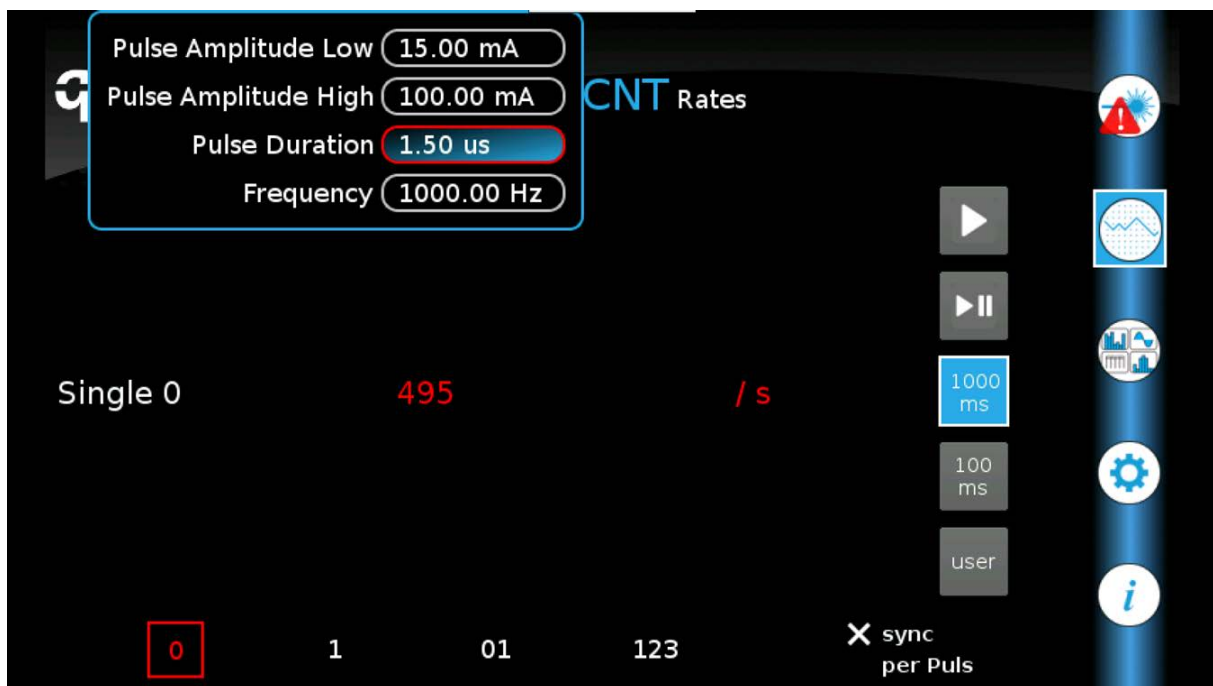 Pulse Amplitude Low 15.00 mA
Pulse Amplitude High 100.00 mA
Pulse Duration 1.50 us
Frequency 1000.00 Hz
CNT Rates
Single 0 495 / s
1000
ms
100
ms
user
0 1 01 123
sync
per Puls
i